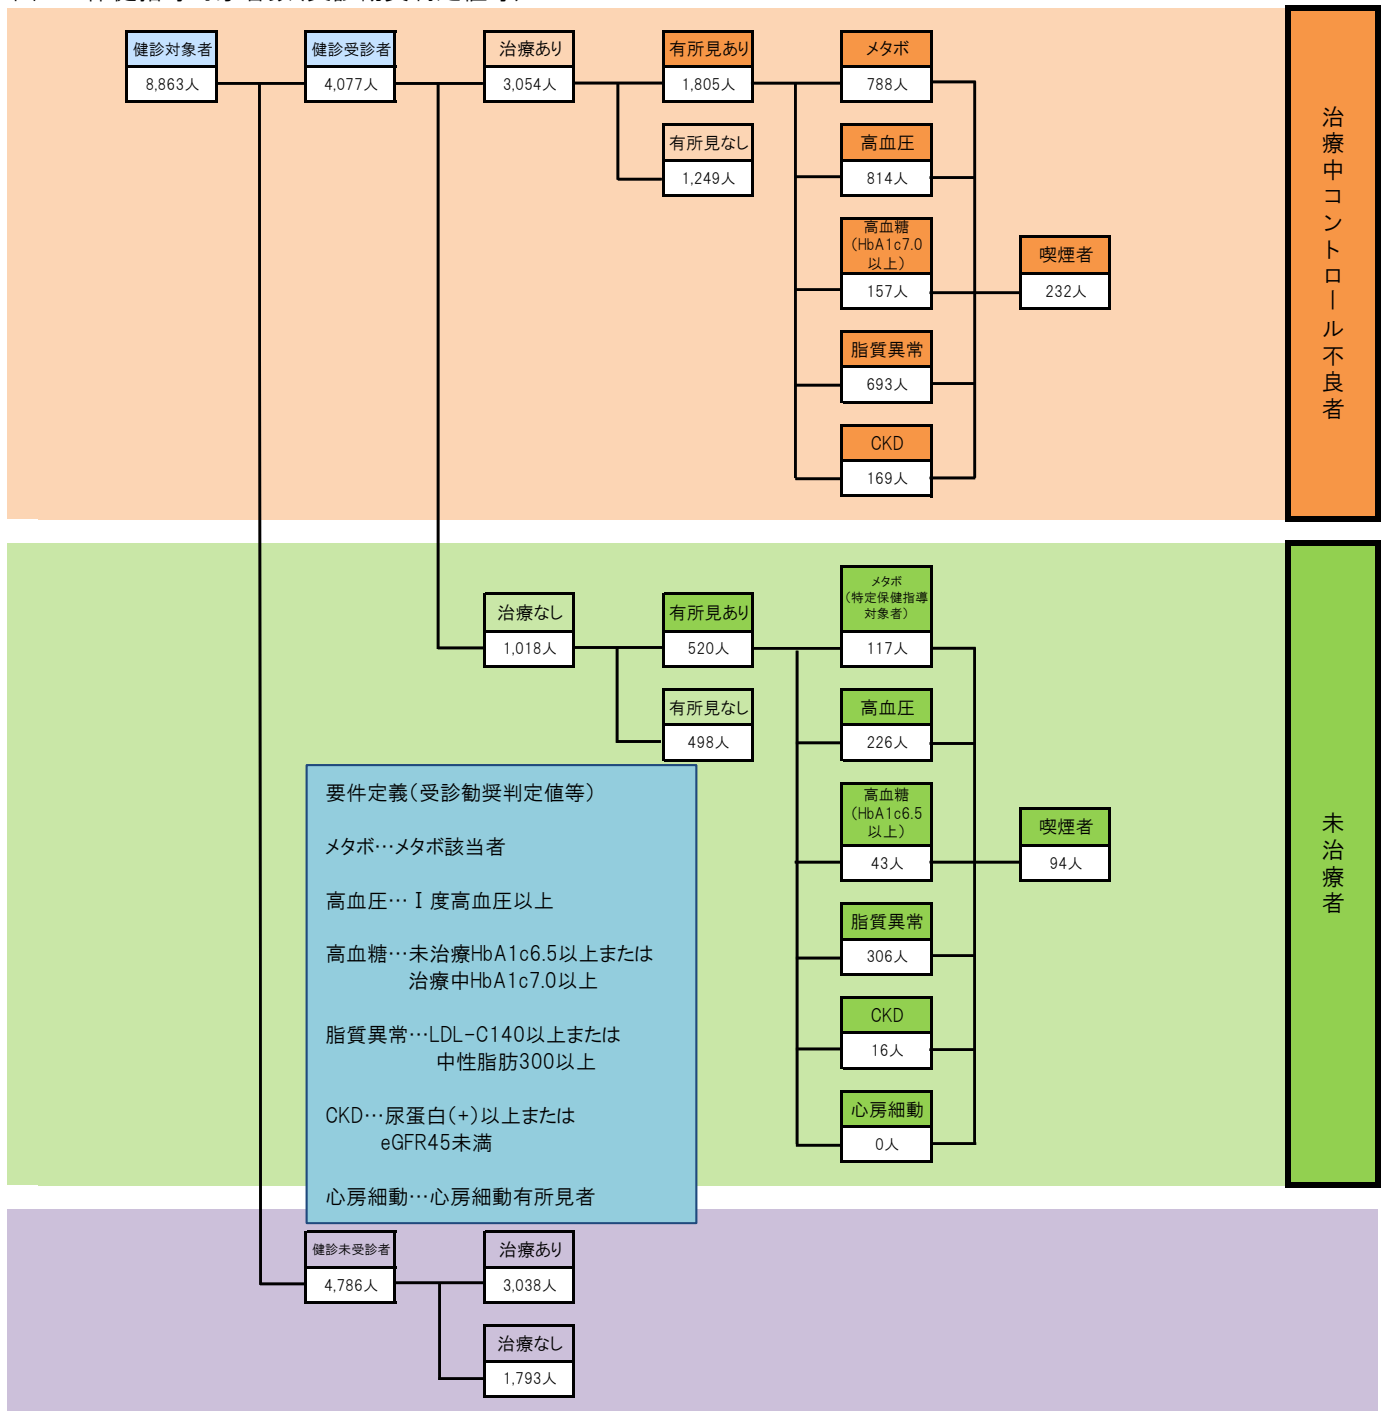 健診対象者
8,863人
健診受診者
4,077人
治療あり
3,054人
有所見あり
1,805人
有所見なし
1,249人
メタボ
788人
高血圧
814人
高血糖
(HbA1c7.0
以上)
157人
脂質異常
693人
CKD
169人
喫煙者
232人
治療中コントロール不良者
治療なし
1,018人
有所見あり
520人
有所見なし
498人
メタボ
(特定保健指導
対象者)
117人
高血圧
226人
高血糖
(HbA1c6.5
以上)
43人
脂質異常
306人
CKD
16人
心房細動
0人
喫煙者
94人
未治療者
要件定義(受診勧奨判定値等)
メタボ…メタボ該当者
高血圧…Ⅰ度高血圧以上
高血糖…未治療HbA1c6.5以上または
治療中HbA1c7.0以上
脂質異常…LDL-C140以上または
中性脂肪300以上
CKD…尿蛋白(+)以上または
eGFR45未満
心房細動…心房細動有所見者
健診未受診者
4,786人
治療あり
3,038人
治療なし
1,793人